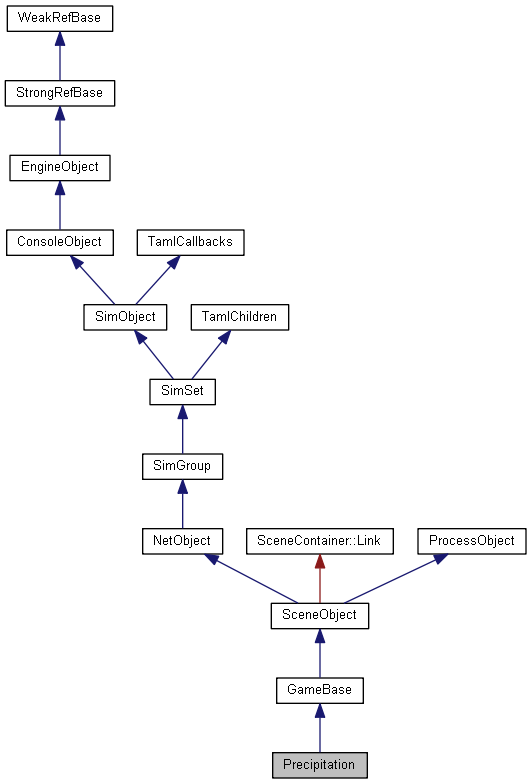 WeakRefBase
StrongRefBase
EngineObject
ConsoleObject
TamlCallbacks
SimObject
TamlChildren
SimSet
SimGroup
NetObject
SceneContainer::Link
ProcessObject
SceneObject
GameBase
Precipitation